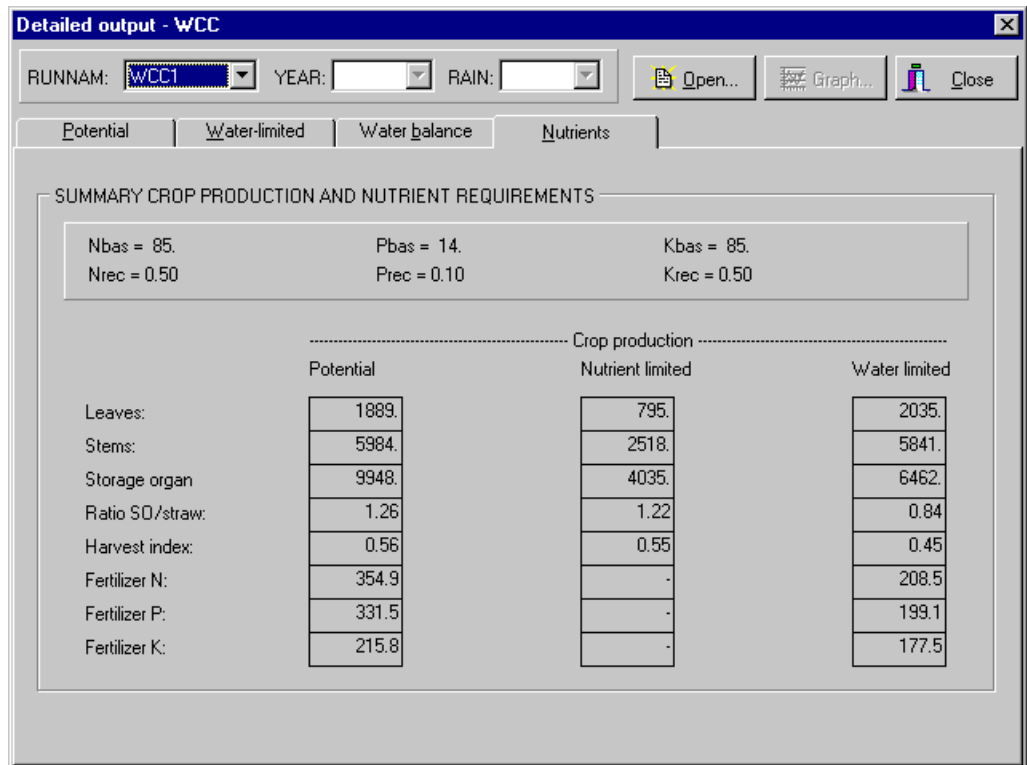 Detailed output - WCC
RUNNAM: WCC1 YEAR: RAIN: Open... Graph... Close
Potential Water-limited Water balance Nutrients
SUMMARY CROP PRODUCTION AND NUTRIENT REQUIREMENTS
Nbas = 85. Pbas = 14. Kbas = 85.
Nrec = 0.50 Prec = 0.10 Krec = 0.50
Crop production
Potential Nutrient limited Water limited
Leaves: 1889. 795. 2035.
Stems: 5984. 2518. 5841.
Storage organ 9948. 4035. 6462.
Ratio SO/straw: 1.26 1.22 0.84
Harvest index: 0.56 0.55 0.45
Fertilizer N: 354.9 - 208.5
Fertilizer P: 331.5 - 199.1
Fertilizer K: 215.8 - 177.5